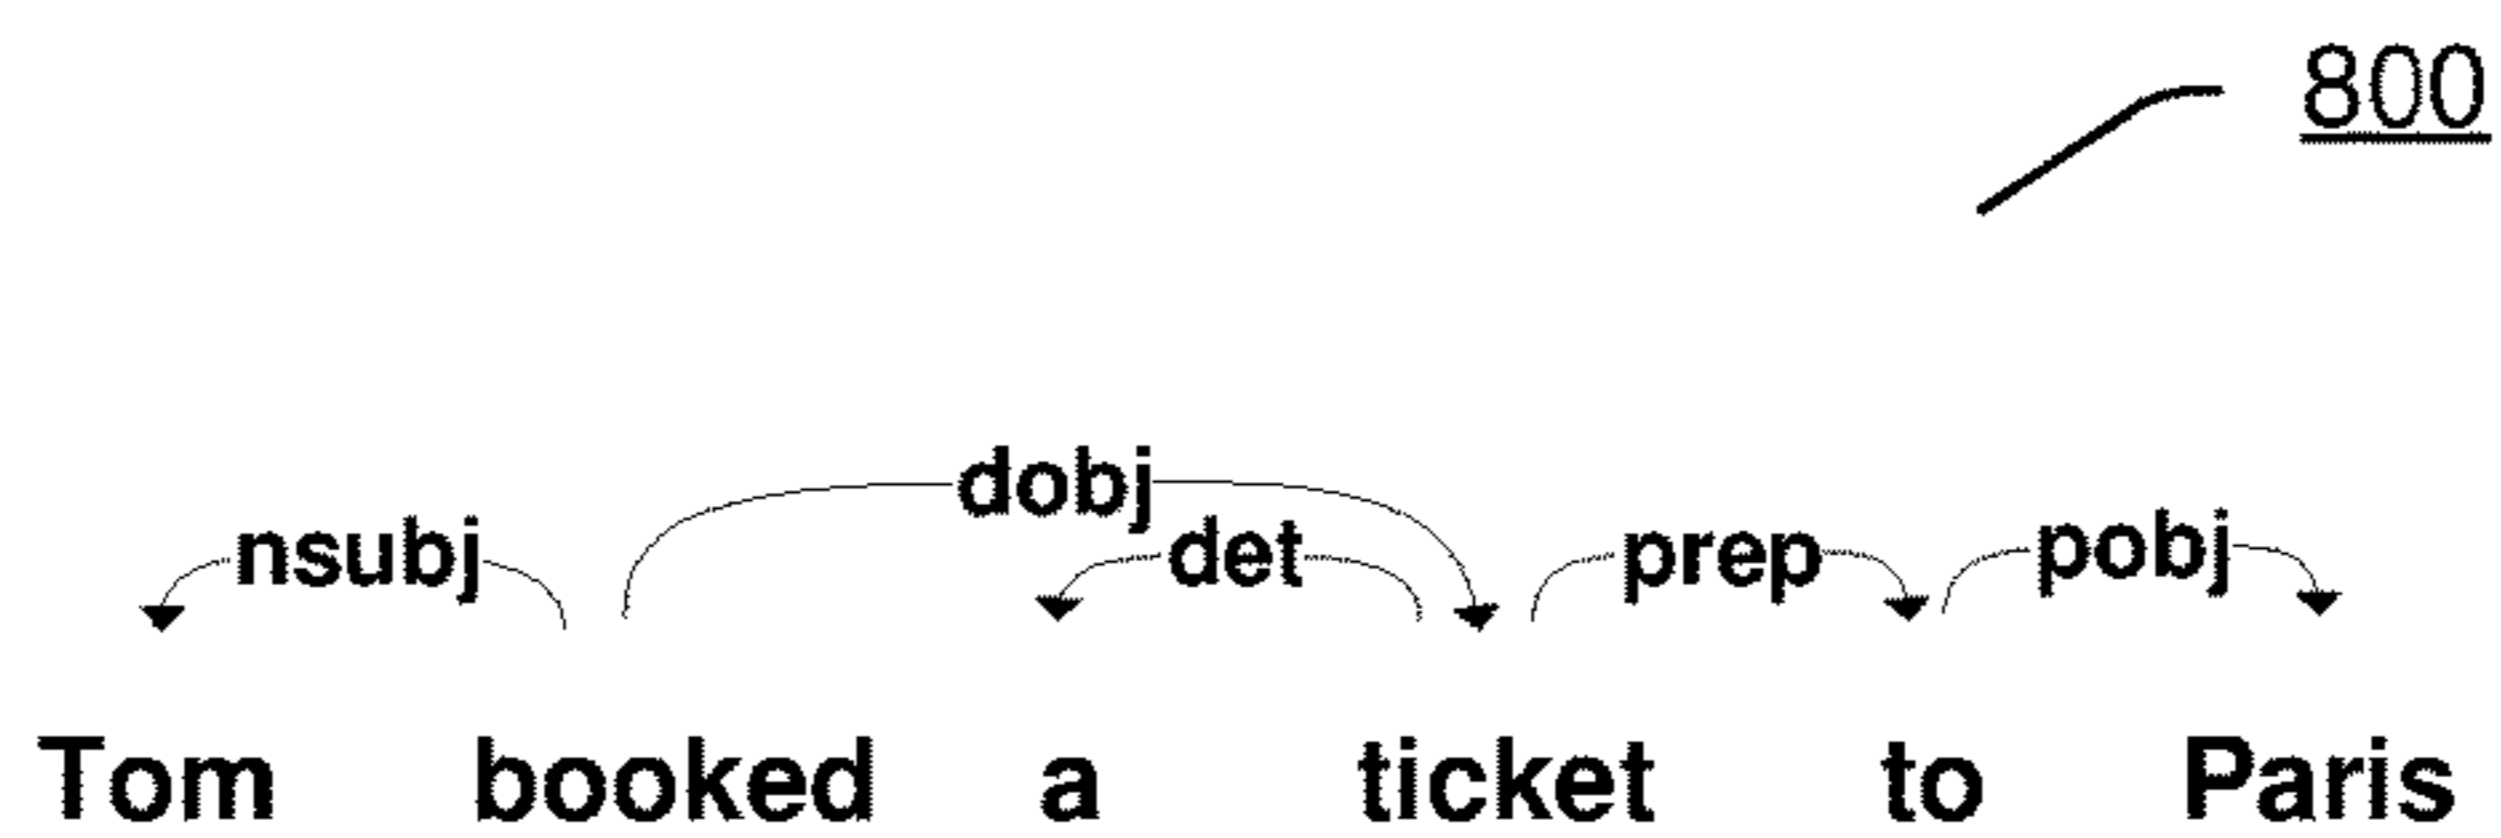 800
dobj
nsubj det prep pobj
Tom booked a ticket to Paris